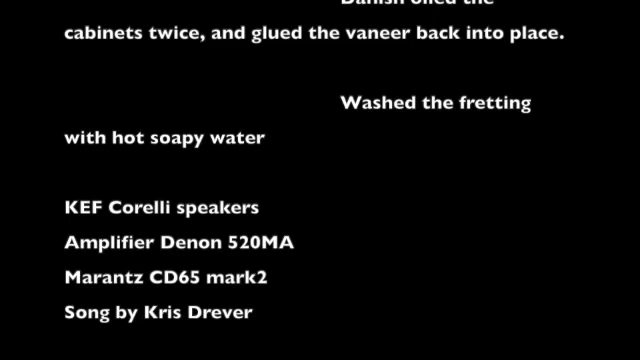 Danish oiled the
cabinets twice, and glued the vaneer back into place.
Washed the fretting
with hot soapy water
KEF Corelli speakers
Amplifier Denon 520MA
Marantz CD65 mark2
Song by Kris Drever